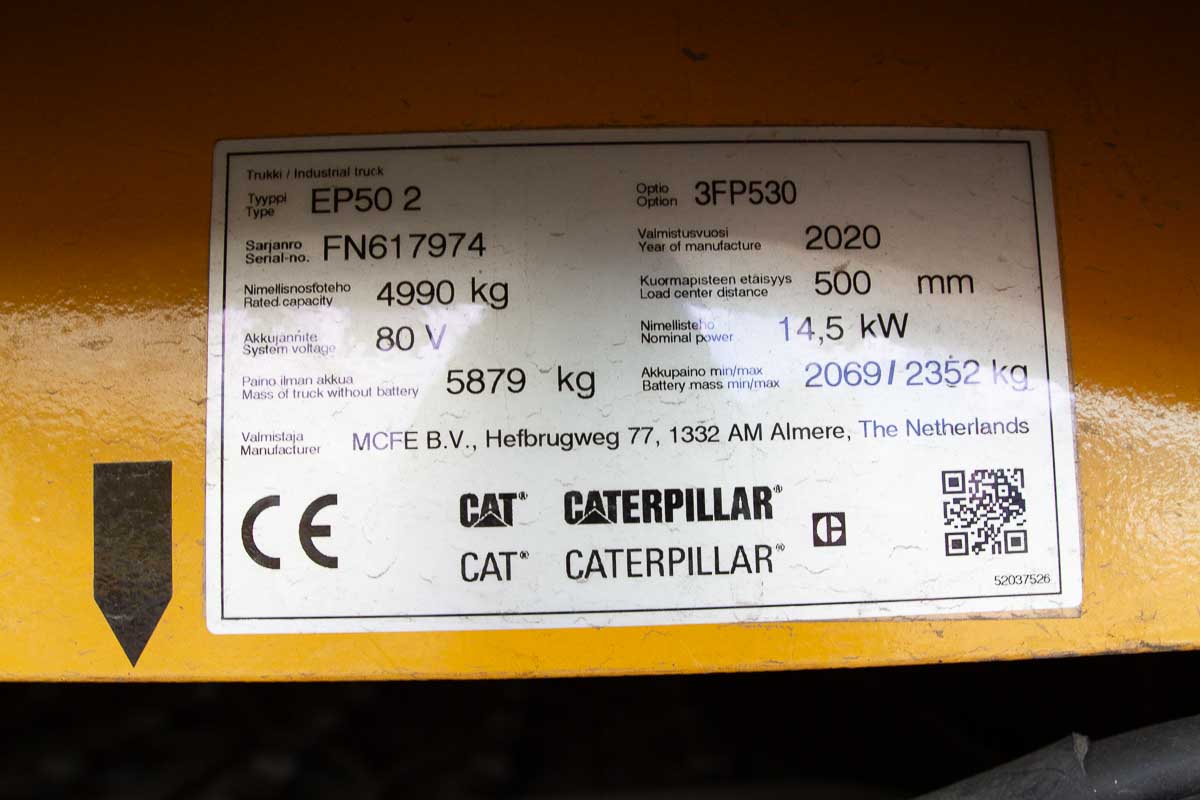 Trukki / Industrial truck
Tyyppi
Type EP50 2
Optio
Option 3FP530
Sarjanro
Serial-no. FN617974
Valmistusvuosi
Year of manufacture 2020
Nimellisnosfoteho
Rated capacity 4990 kg
Kuormapisteen etäisyys
Load center distance 500 mm
Akkujannite
System voltage 80 V
Nimellisteho
Nominal power 14,5 kW
Paino ilman akkua
Mass of truck without battery 5879 kg
Akkupaino min/max
Battery mass min/max 2069 / 2352 kg
Valmistaja
Manufacturer MCFE B.V., Hefbrugweg 77, 1332 AM Almere, The Netherlands
CE
CAT® CATERPILLAR®
CAT® CATERPILLAR®
52037526